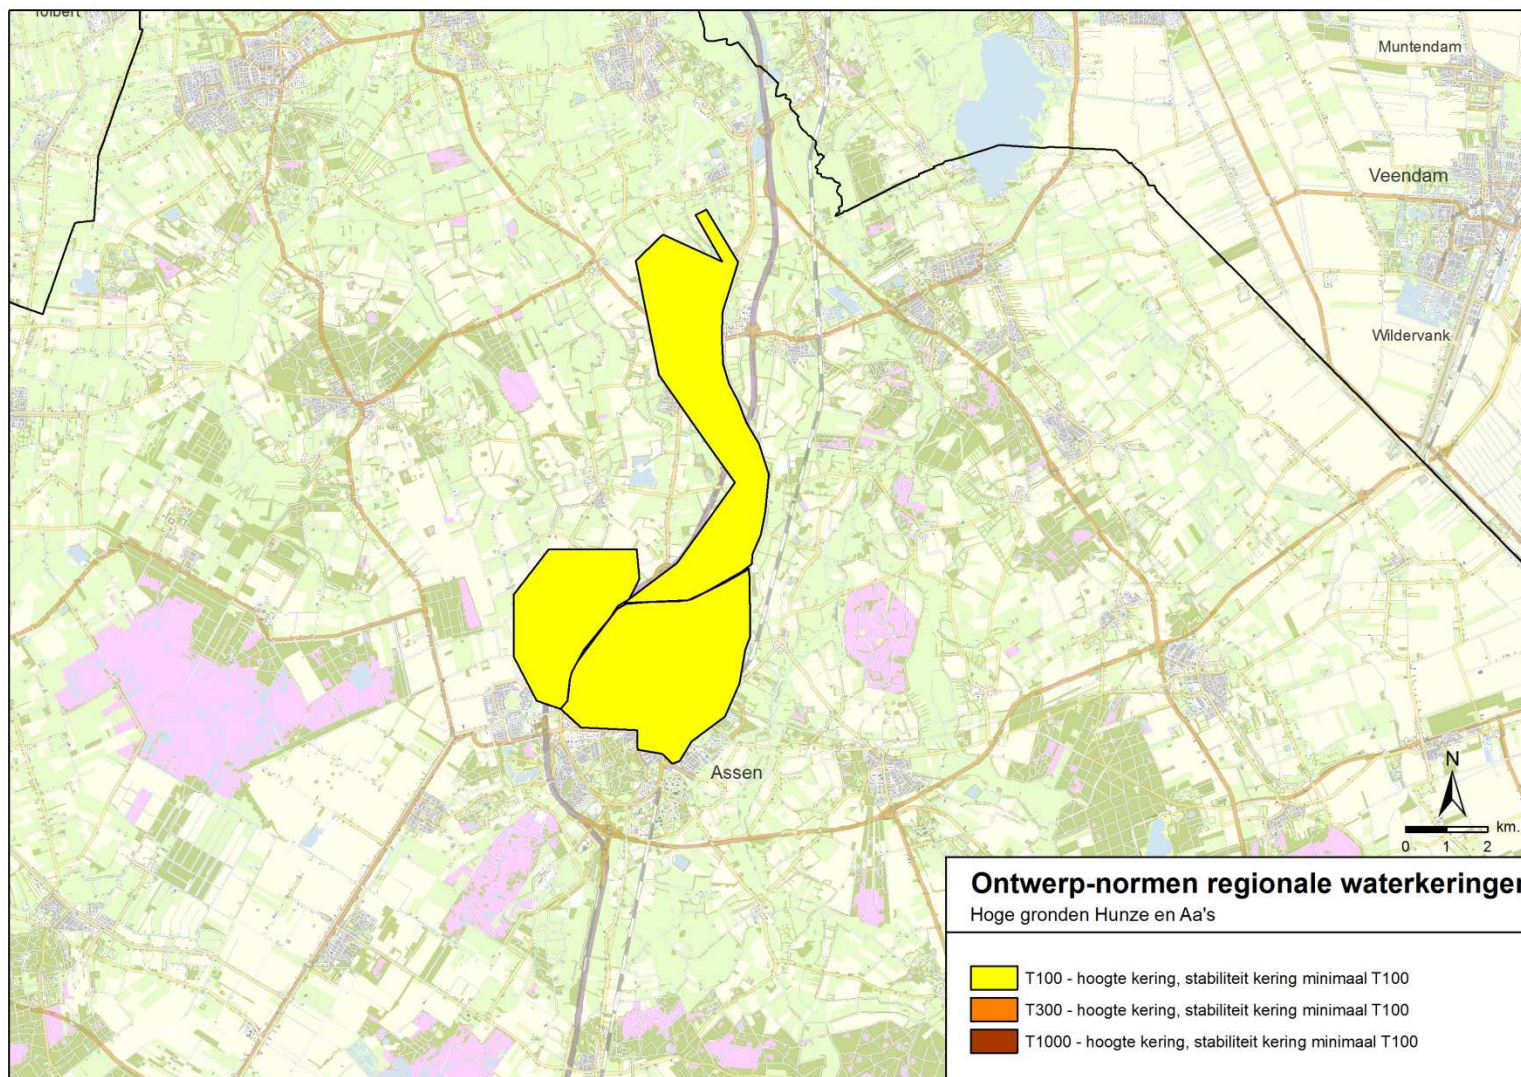 Muntendam
Veendam
Wildervank
Assen
N
km.
0 1 2
Ontwerp-normen regionale waterkeringen
Hoge gronden Hunze en Aa's
T100 - hoogte kering, stabiliteit kering minimaal T100
T300 - hoogte kering, stabiliteit kering minimaal T100
T1000 - hoogte kering, stabiliteit kering minimaal T100